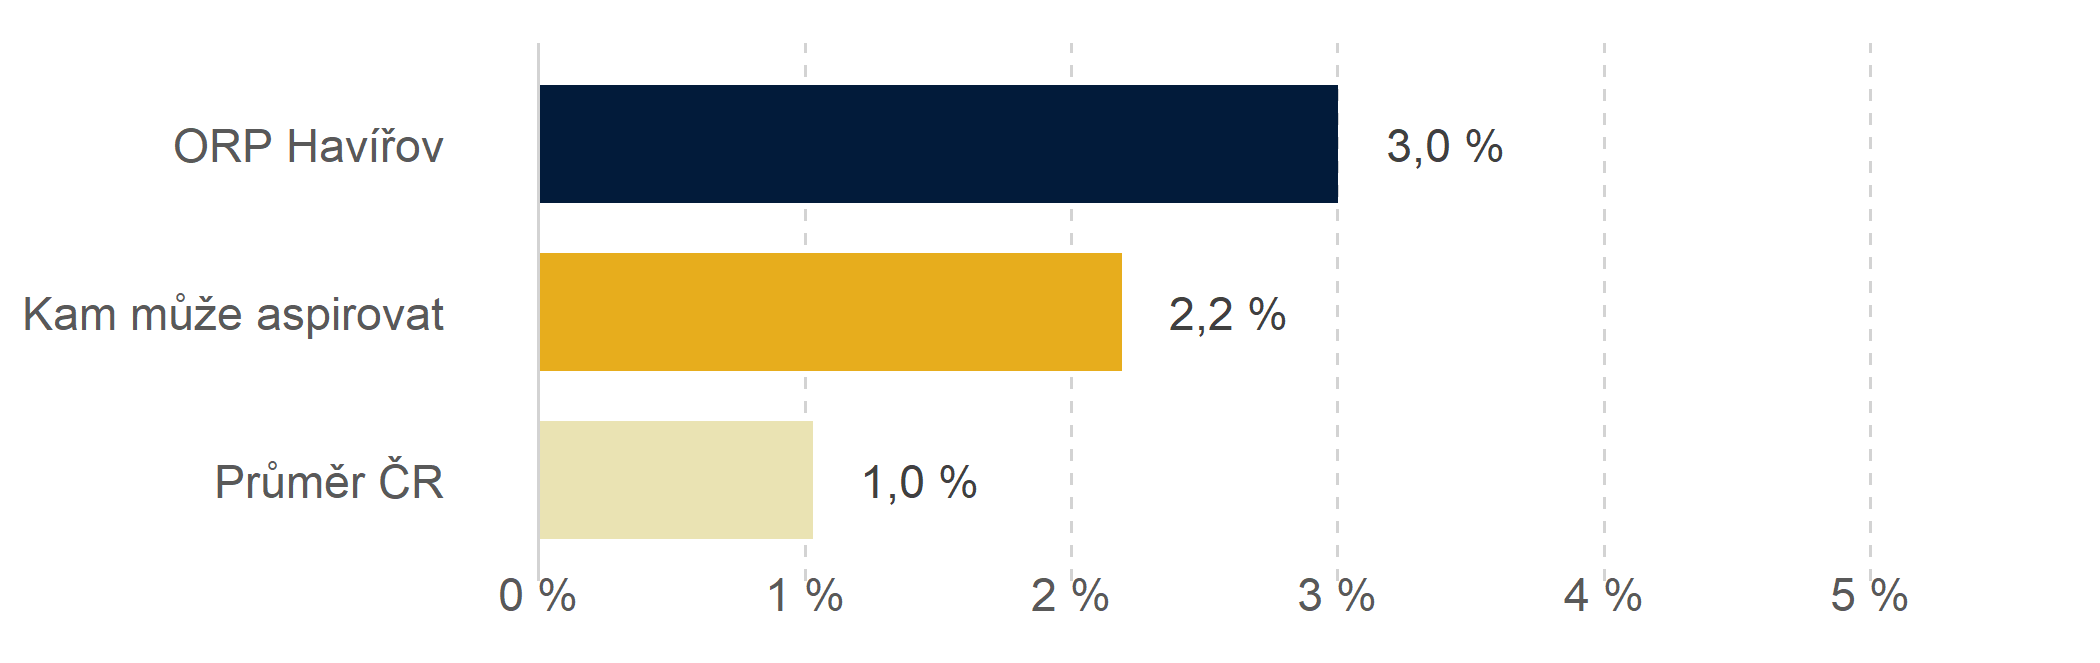 ORP Havířov
3,0 %
Kam může aspirovat
2,2 %
Průměr ČR
1,0 %
0 % 1 % 2 % 3 % 4 % 5 %